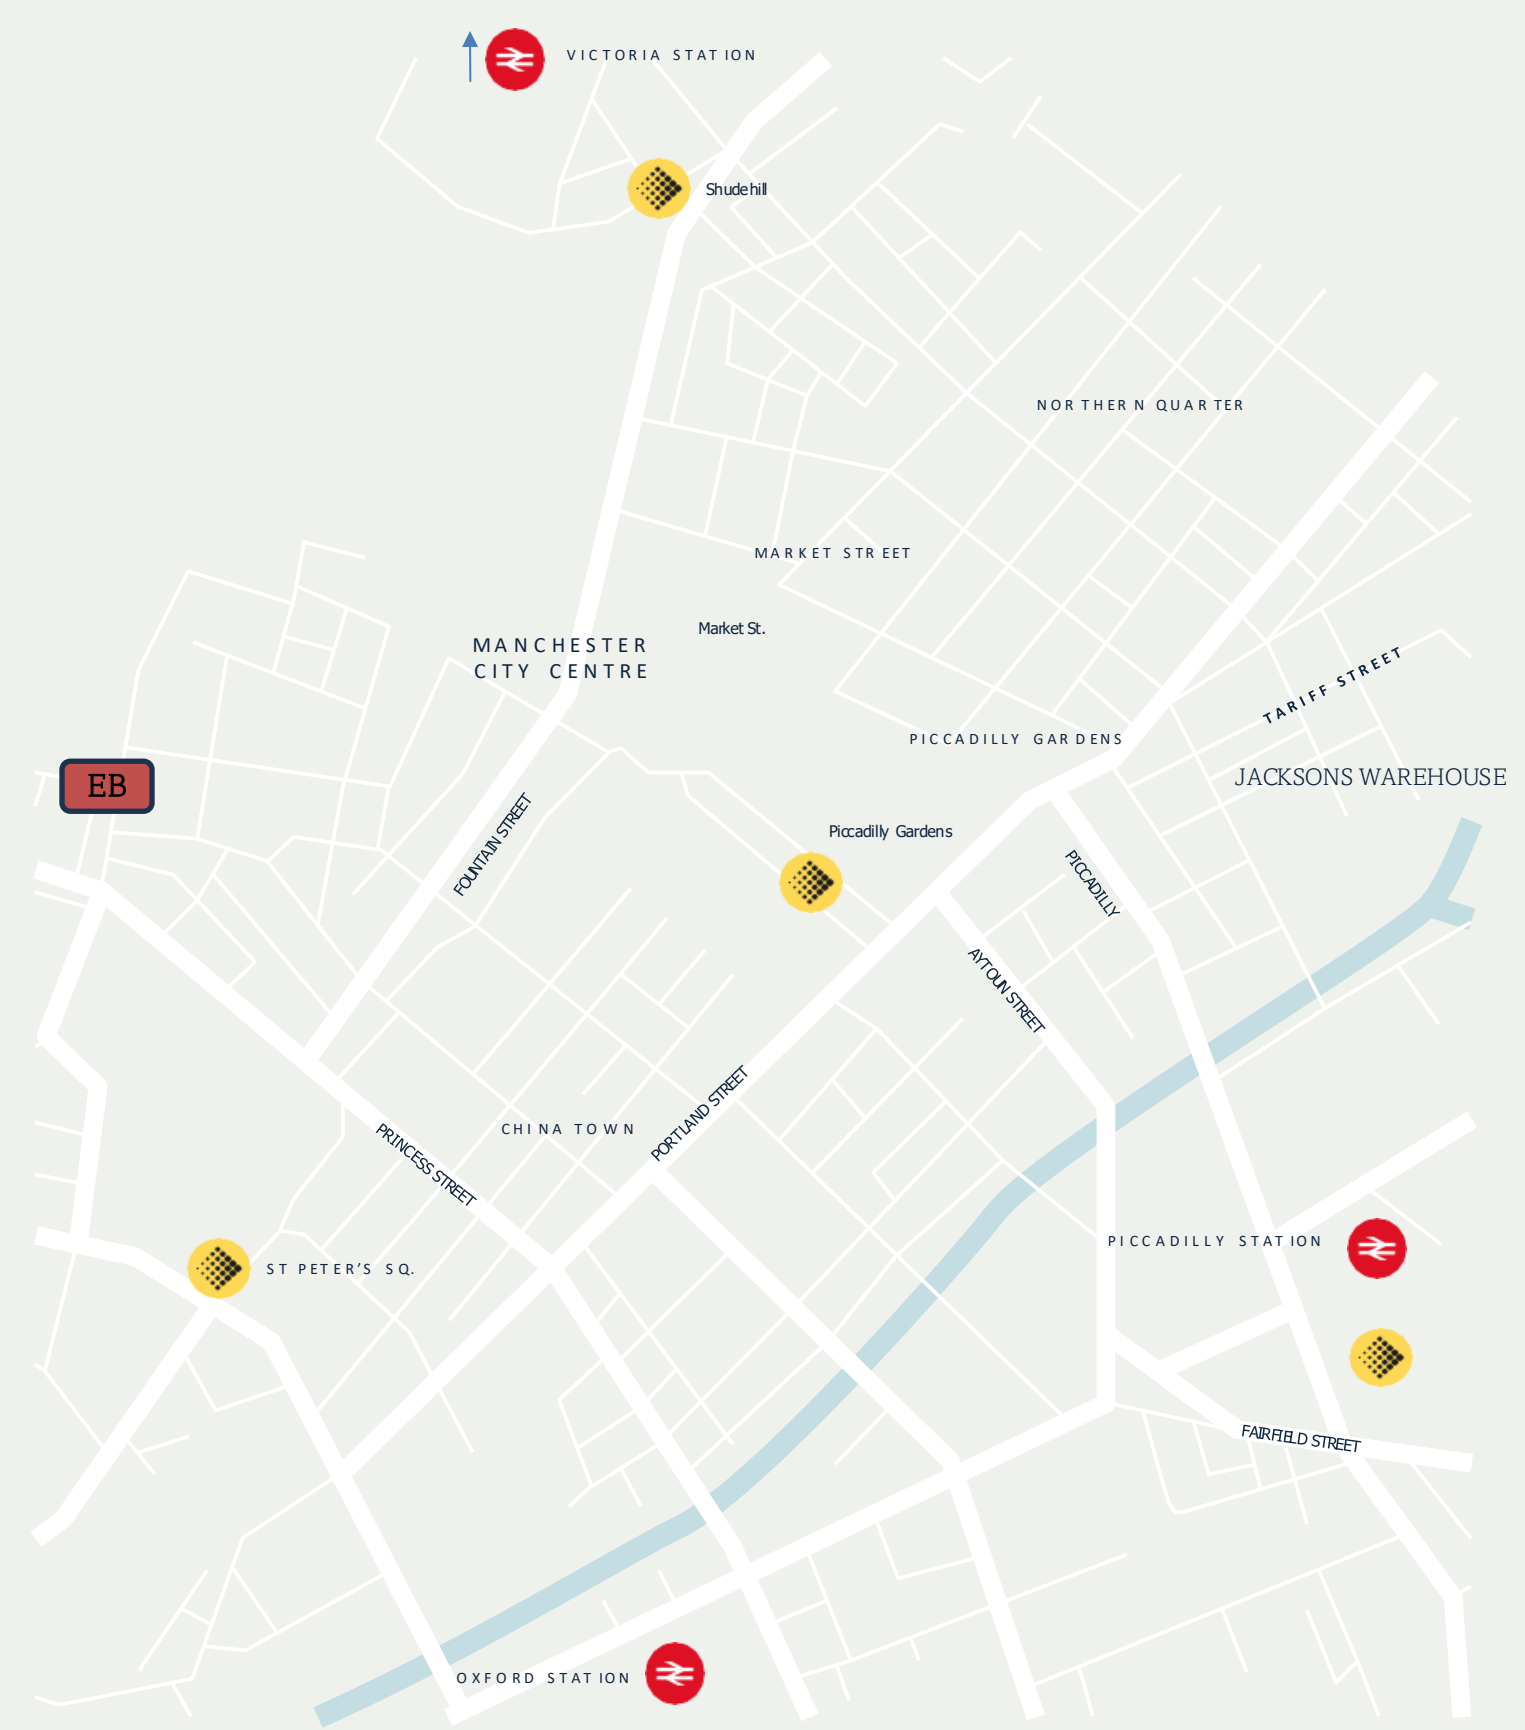 VICTORIA STATION
Shudehill
NORTHERN QUARTER
MARKET STREET
Market St.
MANCHESTER
CITY CENTRE
TARIFF STREET
PICCADILLY GARDENS
JACKSONS WAREHOUSE
EB
FOUNTAIN STREET
Piccadilly Gardens
PICCADILLY
AYTOUN STREET
PORTLAND STREET
CHINA TOWN
PRINCESS STREET
PICCADILLY STATION
ST PETER’S SQ.
FAIRFIELD STREET
OXFORD STATION